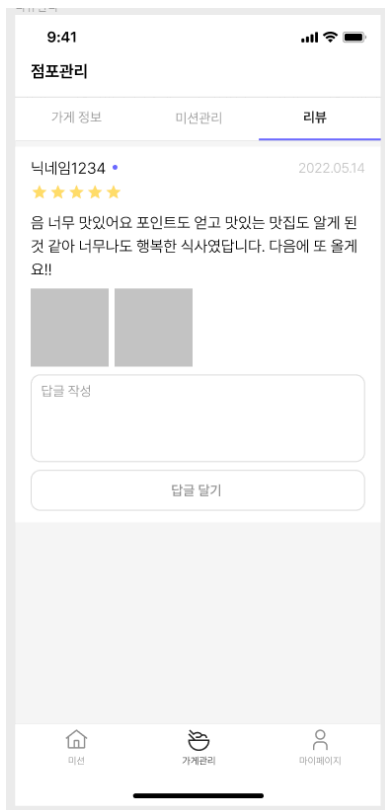 9:41
점포관리
가게 정보 미션관리 리뷰
닉네임1234 2022.05.14
음 너무 맛있어요 포인트도 얻고 맛있는 맛집도 알게 된
것 같아 너무나도 행복한 식사였답니다. 다음에 또 올게
요!!
답글 작성
답글 달기
미션 가게관리 마이페이지